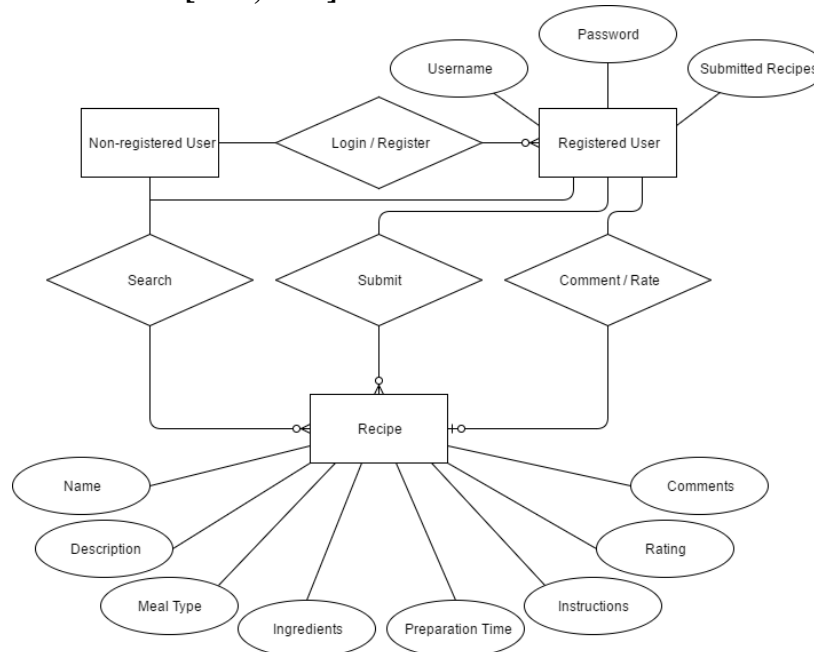 Password
Username
Submitted Recipes
Non-registered User
Login / Register
Registered User
Search
Submit
Comment / Rate
Recipe
Name
Comments
Description
Rating
Meal Type
Instructions
Ingredients
Preparation Time